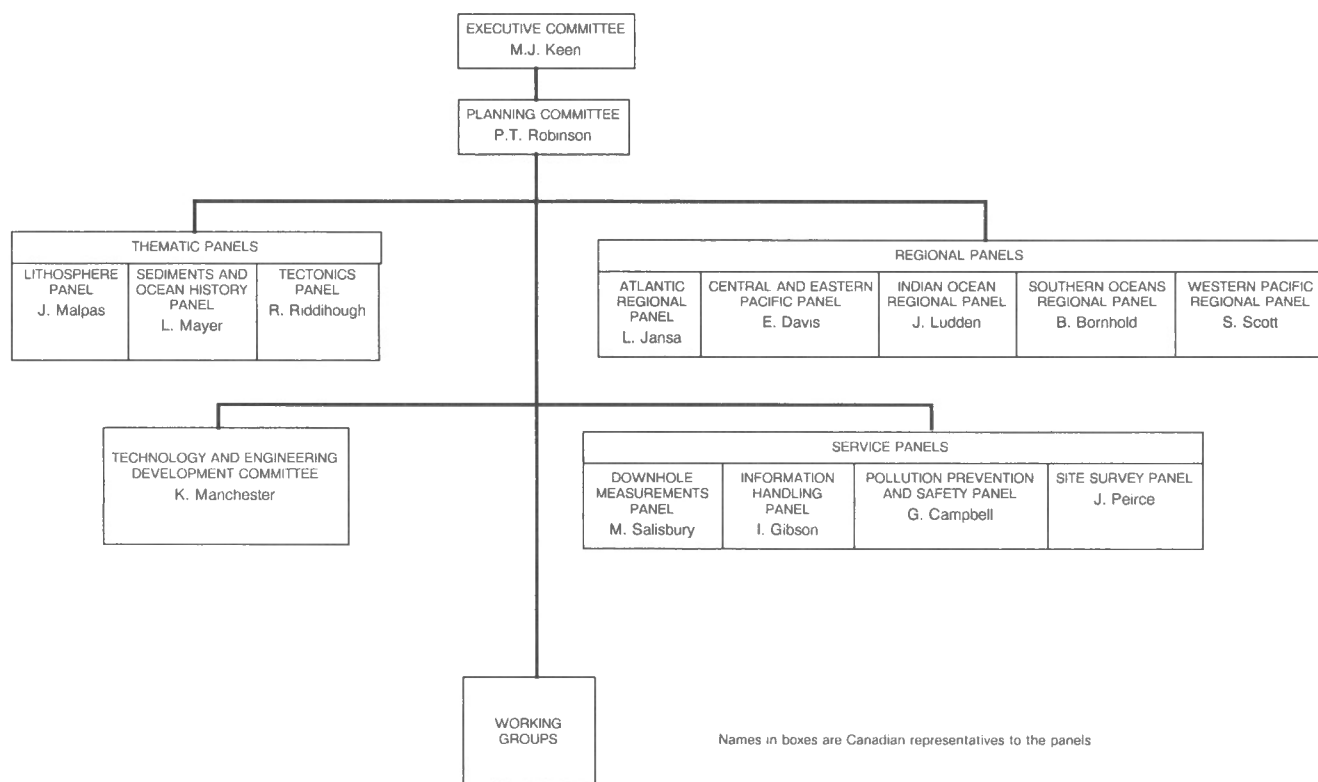 EXECUTIVE COMMITTEE
M.J. Keen
PLANNING COMMITTEE
P.T. Robinson
THEMATIC PANELS
LITHOSPHERE
PANEL
J. Malpas
SEDIMENTS AND
OCEAN HISTORY
PANEL
L. Mayer
TECTONICS
PANEL
R. Riddihough
REGIONAL PANELS
ATLANTIC
REGIONAL
PANEL
L. Jansa
CENTRAL AND EASTERN
PACIFIC PANEL
E. Davis
INDIAN OCEAN
REGIONAL PANEL
J. Ludden
SOUTHERN OCEANS
REGIONAL PANEL
B. Bornhold
WESTERN PACIFIC
REGIONAL PANEL
S. Scott
TECHNOLOGY AND ENGINEERING
DEVELOPMENT COMMITTEE
K. Manchester
SERVICE PANELS
DOWNHOLE
MEASUREMENTS
PANEL
M. Salisbury
INFORMATION
HANDLING
PANEL
I. Gibson
POLLUTION PREVENTION
AND SAFETY PANEL
G. Campbell
SITE SURVEY PANEL
J. Peirce
WORKING
GROUPS
Names in boxes are Canadian representatives to the panels